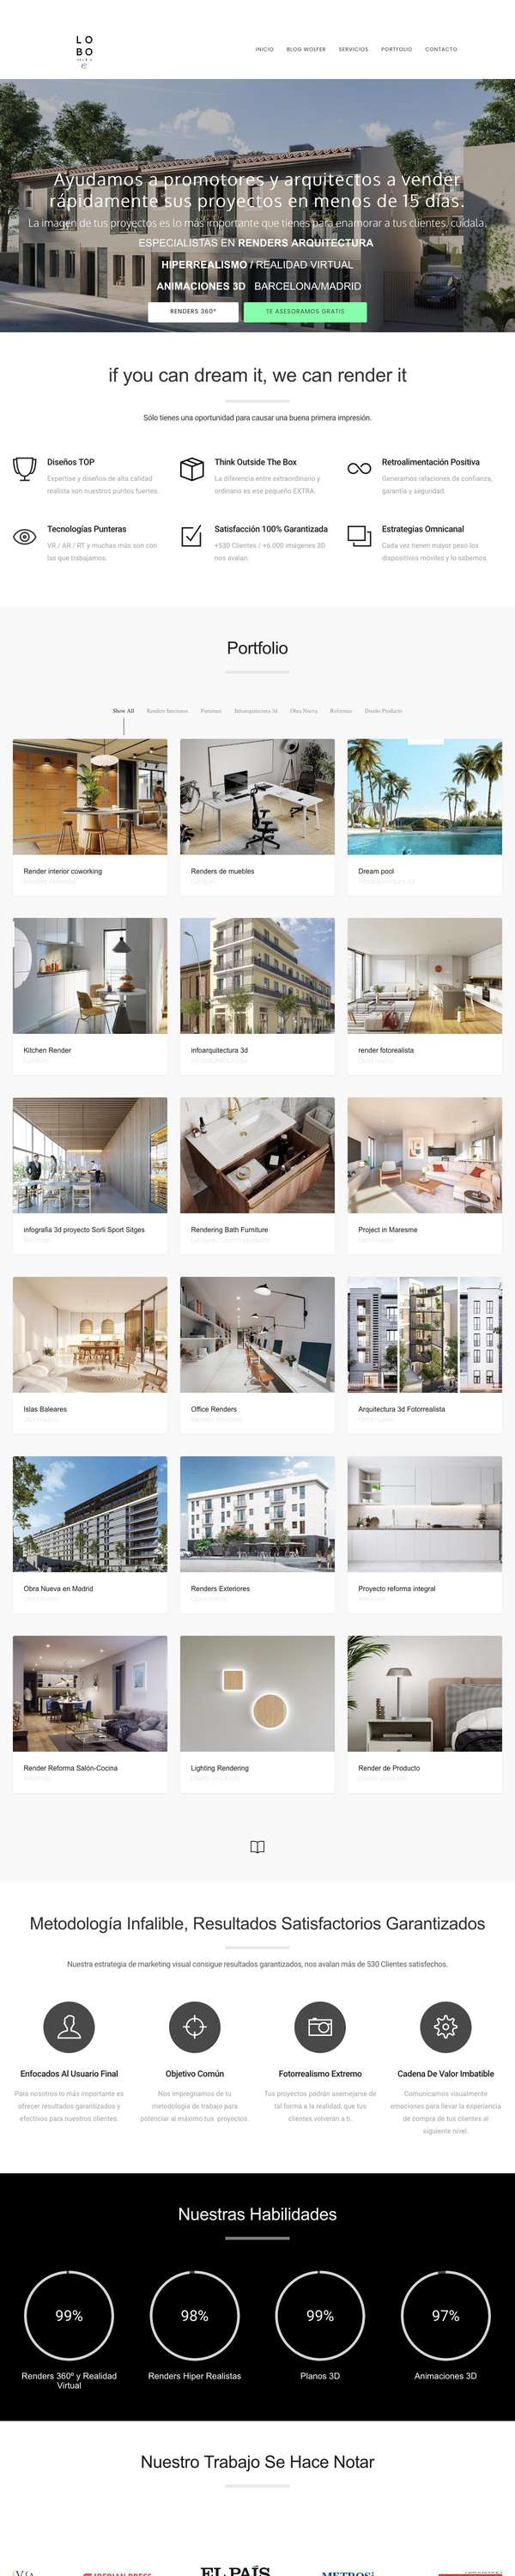 LO
BO
INICIO BLOG WOLFER SERVICIOS PORTFOLIO CONTACTO
Ayudamos a promotores y arquitectos a vender
rápidamente sus proyectos en menos de 15 días.
La imagen de tus proyectos es lo más importante que tienes para enamorar a tus clientes, cuídala.
ESPECIALISTAS EN RENDERS ARQUITECTURA
HIPERREALISMO / REALIDAD VIRTUAL
ANIMACIONES 3D BARCELONA/MADRID
RENDERS 360º TE ASESORAMOS GRATIS
if you can dream it, we can render it
Sólo tienes una oportunidad para causar una buena primera impresión.
Diseños TOP
Expertise y diseños de alta calidad
realista son nuestros puntos fuertes.
Think Outside The Box
La diferencia entre extraordinario y
ordinario es ese pequeño EXTRA.
Retroalimentación Positiva
Generamos relaciones de confianza,
garantía y seguridad.
Tecnologías Punteras
VR / AR / RT y muchas más son con
las que trabajamos.
Satisfacción 100% Garantizada
+530 Clientes / +6.000 imágenes 3D
nos avalan.
Estrategias Omnicanal
Cada vez tienen mayor peso los
dispositivos móviles y lo sabemos.
Portfolio
Show All Renders Interiores Furniture Infoarquitectura 3d Obra Nueva Reformas Diseño Producto
Render interior coworking
Renders de muebles
Dream pool
Kitchen Render
infoarquitectura 3d
render fotorealista
infografia 3d proyecto Sorli Sport Sitges
Rendering Bath Furniture
Project in Maresme
Islas Baleares
Office Renders
Arquitectura 3d Fotorrealista
Obra Nueva en Madrid
Renders Exteriores
Proyecto reforma integral
Render Reforma Salón-Cocina
Lighting Rendering
Render de Producto
Metodología Infalible, Resultados Satisfactorios Garantizados
Nuestra estrategia de marketing visual consigue resultados garantizados, nos avalan más de 530 Clientes satisfechos.
Enfocados Al Usuario Final
Para nosotros lo más importante es
ofrecer resultados garantizados y
efectivos para nuestros clientes.
Objetivo Común
Nos impregnamos de tu
metodología de trabajo para
potenciar al máximo tus proyectos.
Fotorrealismo Extremo
Tus proyectos podrán asemejarse de
tal forma a la realidad, que tus
clientes volverán a ti.
Cadena De Valor Imbatible
Comunicamos visualmente
emociones para llevar la experiencia
de compra de tus clientes al
siguiente nivel.
Nuestras Habilidades
99% 98% 99% 97%
Renders 360º y Realidad
Virtual
Renders Hiper Realistas
Planos 3D
Animaciones 3D
Nuestro Trabajo Se Hace Notar
EL PAÍS